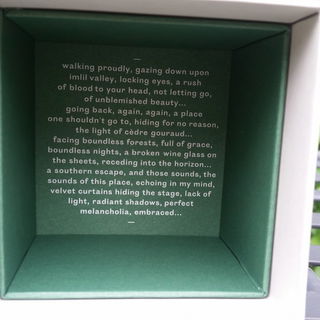 —
walking proudly, gazing down upon
imlil valley, locking eyes, a rush
of blood to your head, not letting go,
of unblemished beauty...
going back, again, again, a place
one shouldn't go to, hiding for no reason,
the light of cèdre gouraud...
facing boundless forests, full of grace,
boundless nights, a broken wine glass on
the sheets, receding into the horizon...
a southern escape, and those sounds, the
sounds of this place, echoing in my mind,
velvet curtains hiding the stage, lack of
light, radiant shadows, perfect
melancholia, embraced...
—